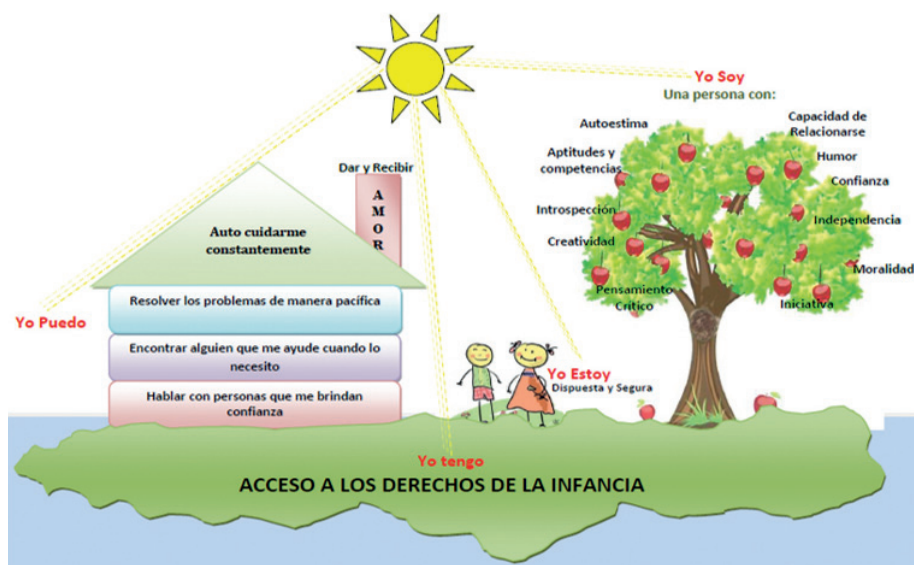 Yo Soy
Una persona con:
Autoestima
Capacidad de
Relacionarse
Aptitudes y
competencias
Humor
Confianza
Introspección
Independencia
Creatividad
Moralidad
Pensamiento
Crítico
Iniciativa
Dar y Recibir
AMOR
Auto cuidarme
constantemente
Yo Puedo
Resolver los problemas de manera pacífica
Encontrar alguien que me ayude cuando lo
necesito
Hablar con personas que me brindan
confianza
Yo Estoy
Dispuesta y Segura
Yo tengo
ACCESO A LOS DERECHOS DE LA INFANCIA